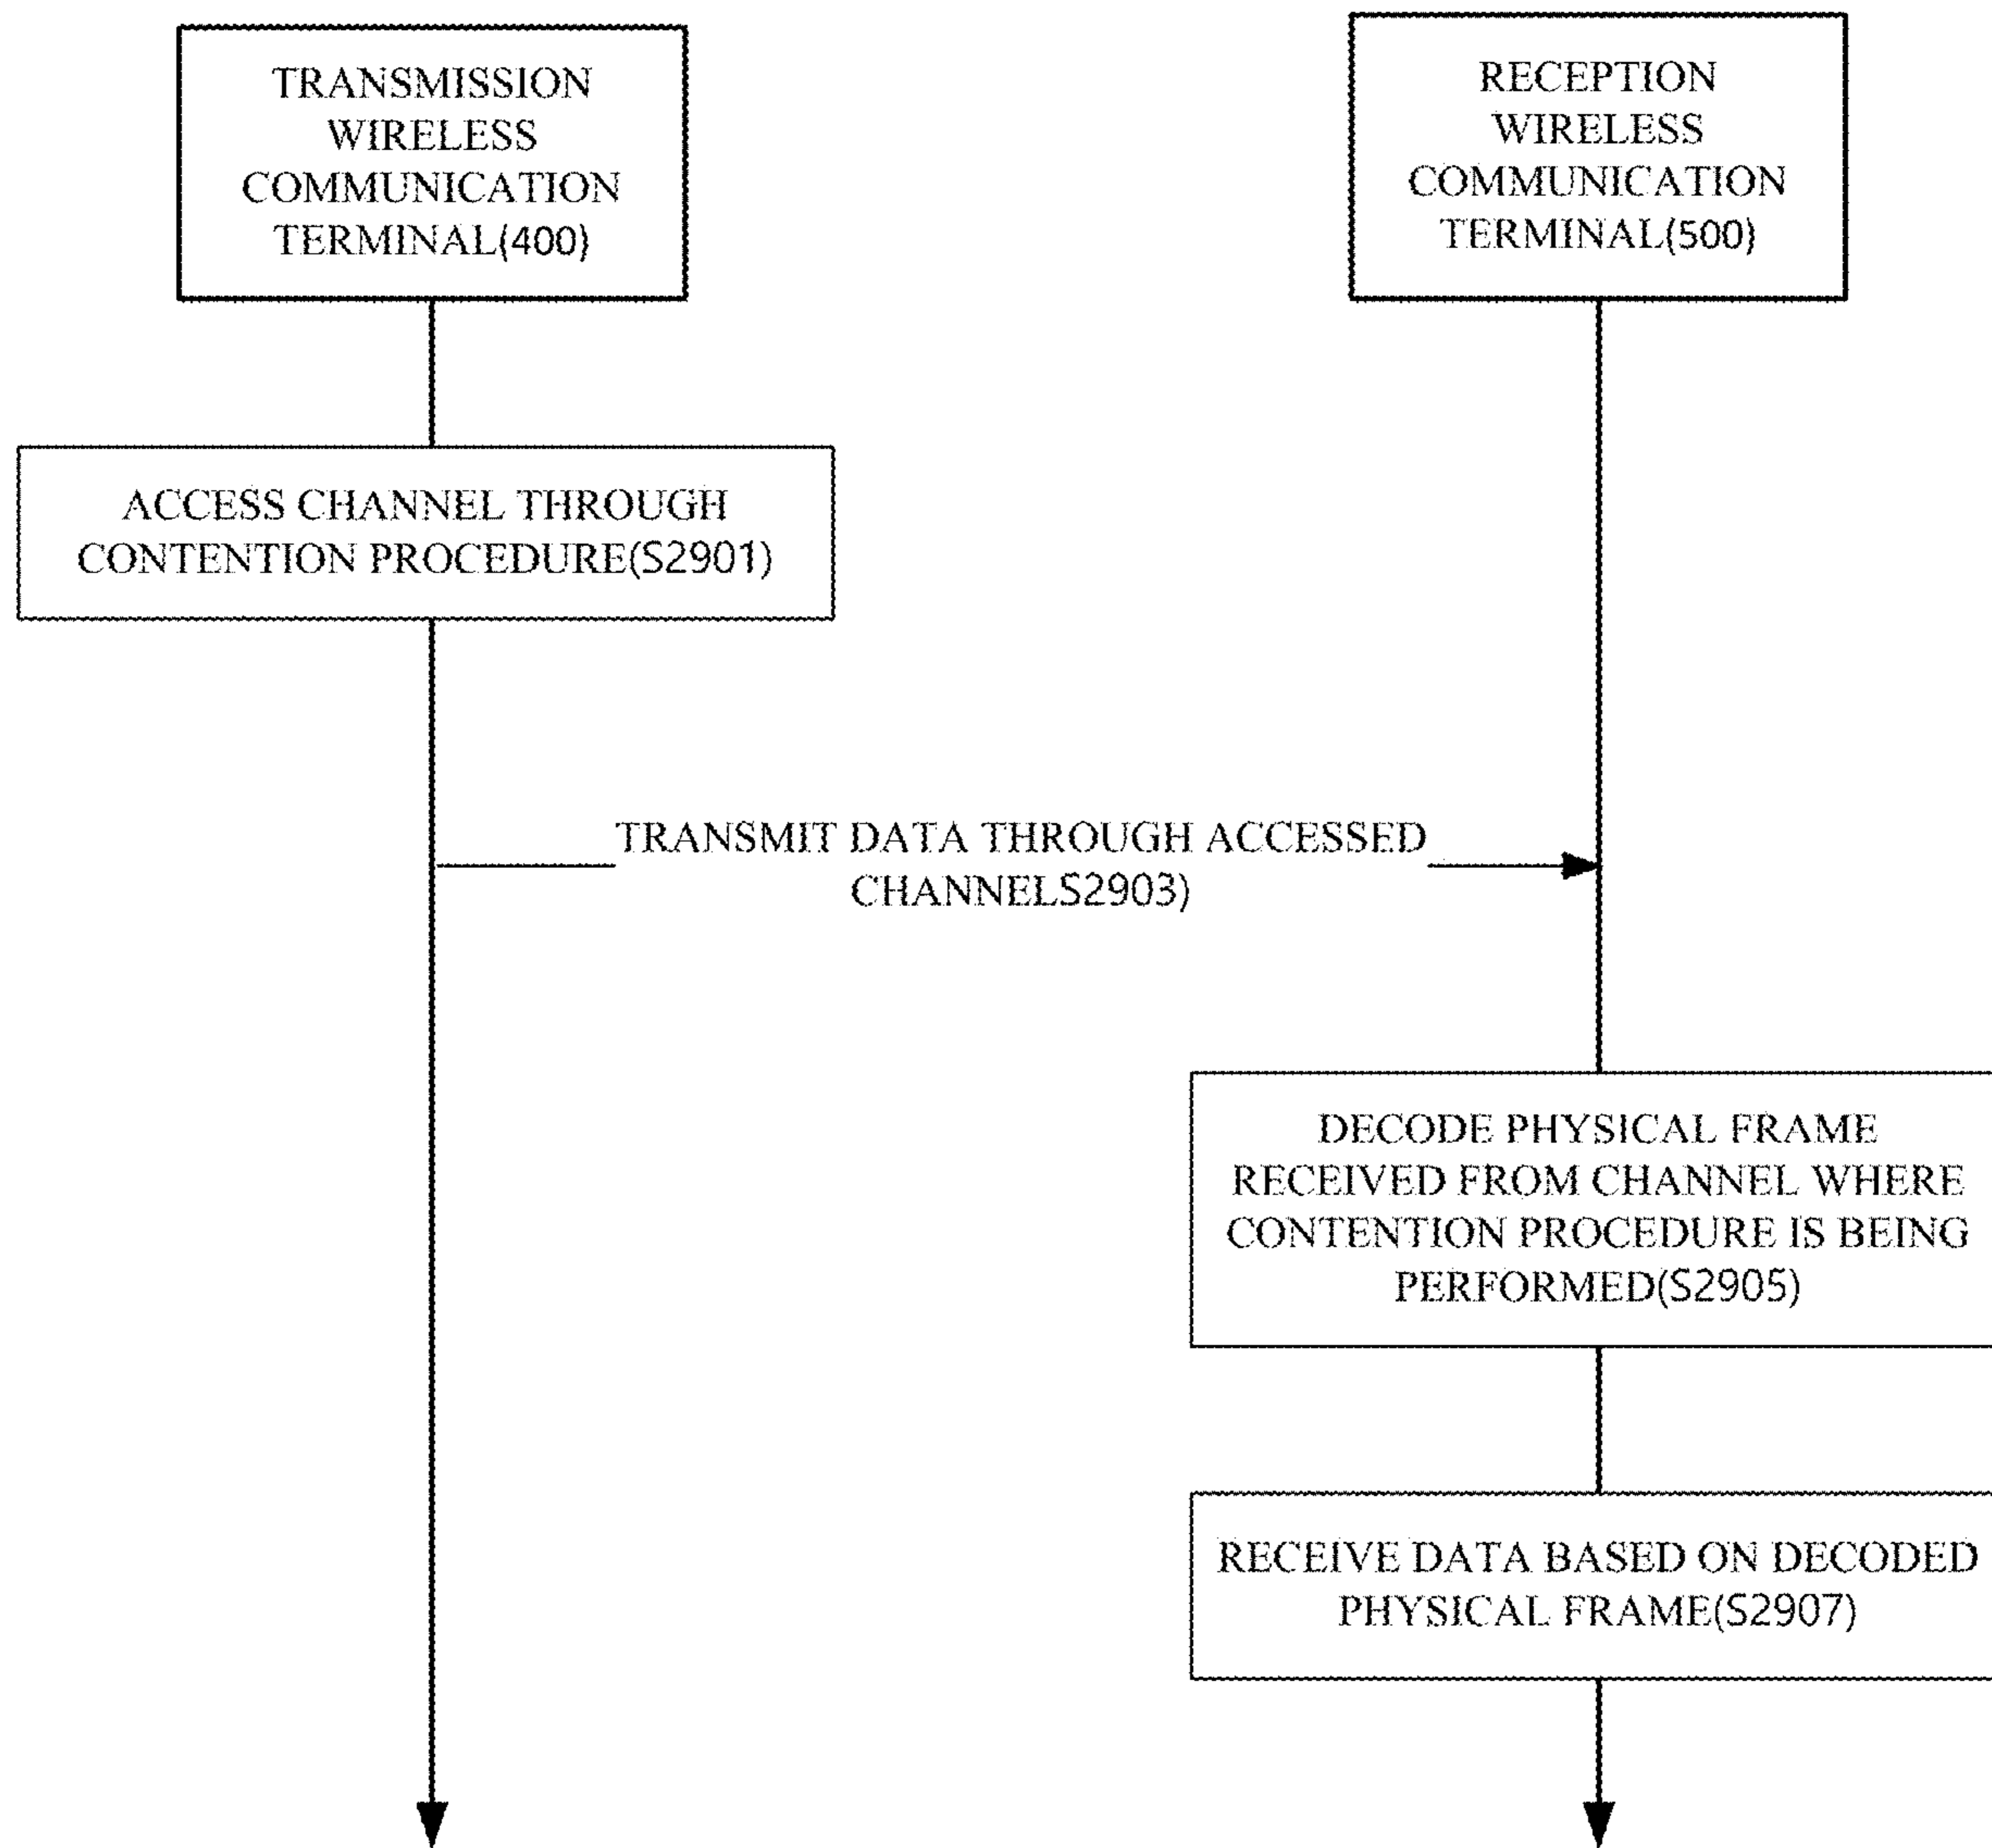 TRANSMISSION
WIRELESS
COMMUNICATION
TERMINAL(400)
RECEPTION
WIRELESS
COMMUNICATION
TERMINAL(500)
ACCESS CHANNEL THROUGH
CONTENTION PROCEDURE(S2901)
TRANSMIT DATA THROUGH ACCESSED
CHANNELS2903)
DECODE PHYSICAL FRAME
RECEIVED FROM CHANNEL WHERE
CONTENTION PROCEDURE IS BEING
PERFORMED(S2905)
RECEIVE DATA BASED ON DECODED
PHYSICAL FRAME(S2907)